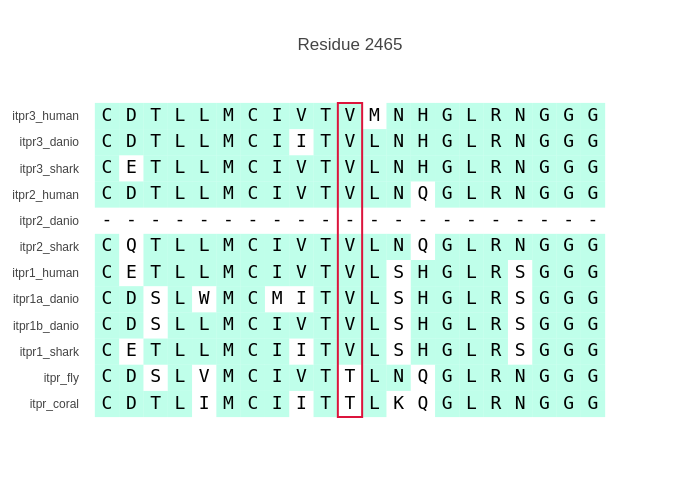 Residue 2465
itpr3_human C D T L L M C I V T V M N H G L R N G G G
itpr3_danio C D T L L M C I I T V L N H G L R N G G G
itpr3_shark C E T L L M C I V T V L N H G L R N G G G
itpr2_human C D T L L M C I V T V L N Q G L R N G G G
itpr2_danio - - - - - - - - - - - - - - - - - - - - -
itpr2_shark C Q T L L M C I V T V L N Q G L R N G G G
itpr1_human C E T L L M C I V T V L S H G L R S G G G
itpr1a_danio C D S L W M C M I T V L S H G L R S G G G
itpr1b_danio C D S L L M C I V T V L S H G L R S G G G
itpr1_shark C E T L L M C I I T V L S H G L R S G G G
itpr_fly C D S L V M C I V T T L N Q G L R N G G G
itpr_coral C D T L I M C I I T T L K Q G L R N G G G